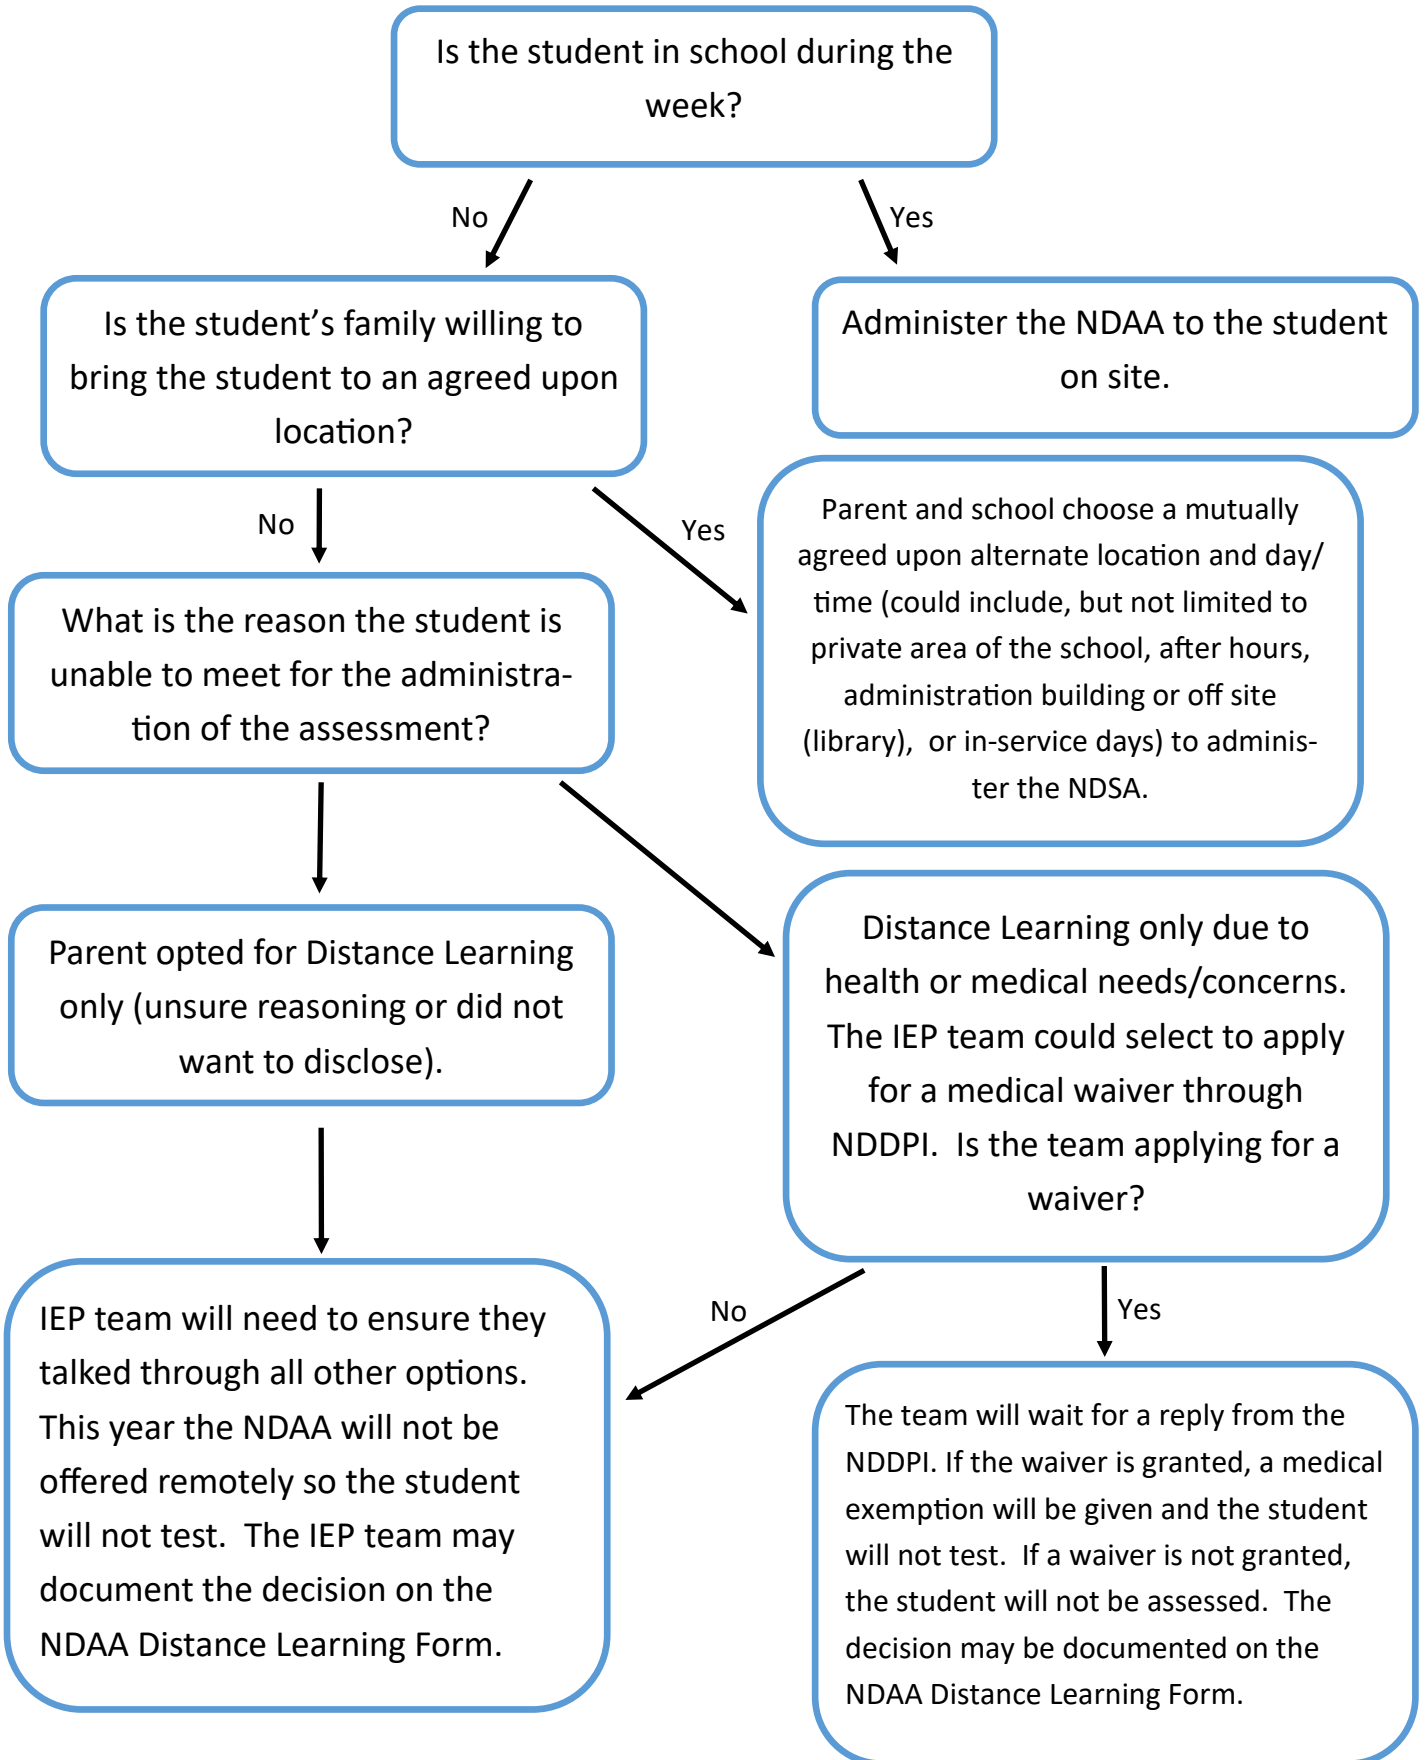 Is the student in school during the
week?
No
Yes
Is the student’s family willing to
bring the student to an agreed upon
location?
Administer the NDAA to the student
on site.
No
Yes
Parent and school choose a mutually
agreed upon alternate location and day/
time (could include, but not limited to
private area of the school, after hours,
administration building or off site
(library),  or in-service days) to adminis-
ter the NDSA.
What is the reason the student is
unable to meet for the administra-
tion of the assessment?
Parent opted for Distance Learning
only (unsure reasoning or did not
want to disclose).
Distance Learning only due to
health or medical needs/concerns.
The IEP team could select to apply
for a medical waiver through
NDDPI.  Is the team applying for a
waiver?
No
Yes
IEP team will need to ensure they
talked through all other options.
This year the NDAA will not be
offered remotely so the student
will not test.  The IEP team may
document the decision on the
NDAA Distance Learning Form.
The team will wait for a reply from the
NDDPI. If the waiver is granted, a medical
exemption will be given and the student
will not test.  If a waiver is not granted,
the student will not be assessed.  The
decision may be documented on the
NDAA Distance Learning Form.